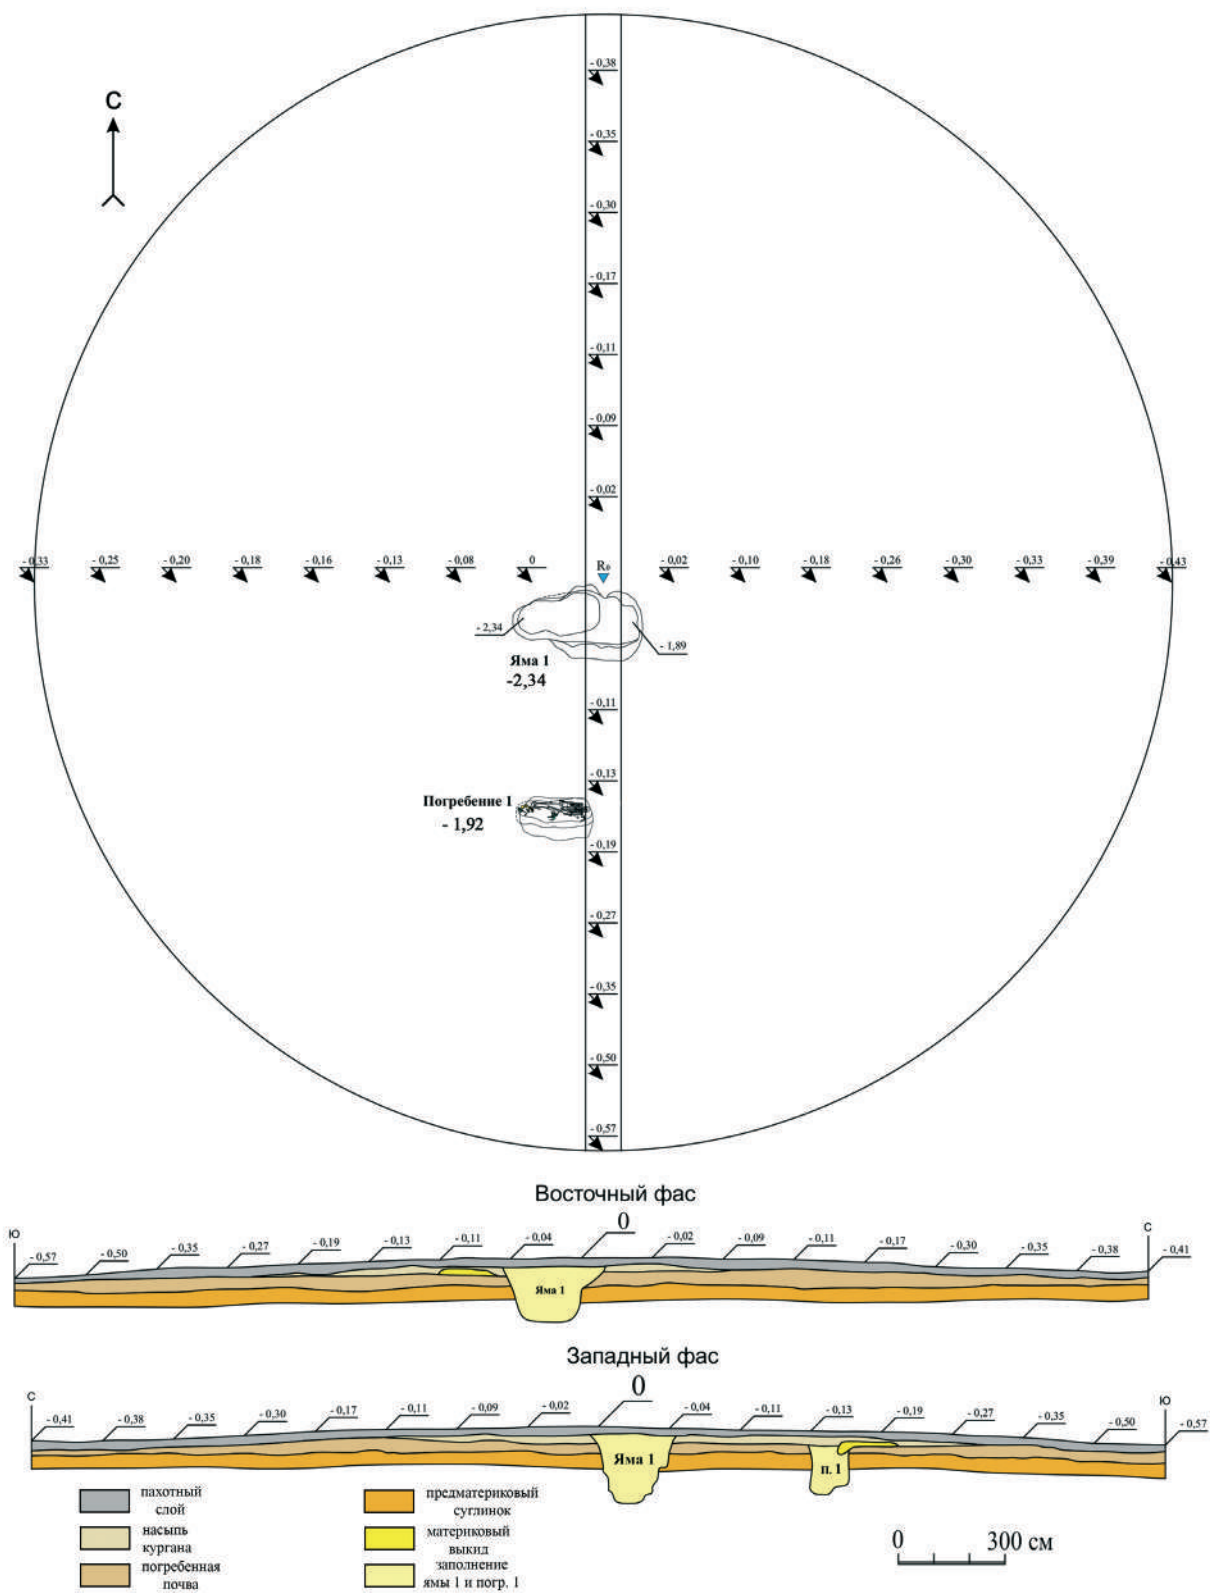 С
- 0,38
- 0,35
- 0,30
- 0,17
- 0,11
- 0,09
- 0,02
- 0,33 - 0,25 - 0,20 - 0,18 - 0,16 - 0,13 - 0,08 0 R₀ - 0,02 - 0,10 - 0,18 - 0,26 - 0,30 - 0,33 - 0,39 - 0,43
- 2,34
- 1,89
Яма 1
-2,34
- 0,11
- 0,13
Погребение 1
- 1,92
- 0,19
- 0,27
- 0,35
- 0,50
- 0,57
Восточный фас
Ю 0 С
- 0,57 - 0,50 - 0,35 - 0,27 - 0,19 - 0,13 - 0,11 - 0,04 - 0,02 - 0,09 - 0,11 - 0,17 - 0,30 - 0,35 - 0,38 - 0,41
Яма 1
Западный фас
С 0 Ю
- 0,41 - 0,38 - 0,35 - 0,30 - 0,17 - 0,11 - 0,09 - 0,02 - 0,04 - 0,11 - 0,13 - 0,19 - 0,27 - 0,35 - 0,50 - 0,57
Яма 1 п. 1
пахотный
слой
насыпь
кургана
погребенная
почва
предматериковый
суглинок
материковый
выкид
заполнение
ямы 1 и погр. 1
0 300 см